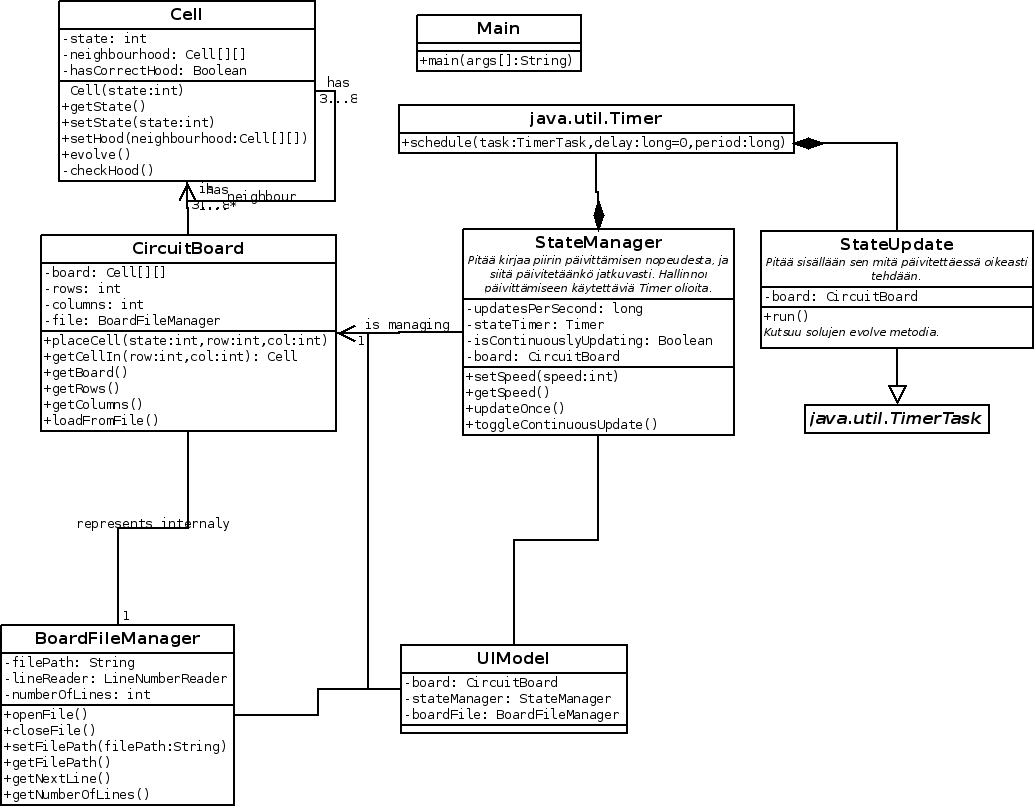 Cell
-state: int
-neighbourhood: Cell[][]
-hasCorrectHood: Boolean
Cell(state:int)
+getState()
+setState(state:int)
+setHood(neighbourhood:Cell[][])
+evolve()
-checkHood()
has
3...8
has
neighbour
Main
+main(args[]:String)
java.util.Timer
+schedule(task:TimerTask,delay:long=0,period:long)
CircuitBoard
-board: Cell[][]
-rows: int
-columns: int
-file: BoardFileManager
+placeCell(state:int,row:int,col:int)
+getCellIn(row:int,col:int): Cell
+getBoard()
+getRows()
+getColumns()
+loadFromFile()
is managing
1
StateManager
Pitää kirjaa piirin päivittämisen nopeudesta, ja
siitä päivitetäänkö jatkuvasti. Hallinnoi
päivittämiseen käytettäviä Timer olioita.
-updatesPerSecond: long
-stateTimer: Timer
-isContinuouslyUpdating: Boolean
-board: CircuitBoard
+setSpeed(speed:int)
+getSpeed()
+updateOnce()
+toggleContinuousUpdate()
StateUpdate
Pitää sisällään sen mitä päivitettäessä oikeasti
tehdään.
-board: CircuitBoard
+run()
Kutsuu solujen evolve metodia.
java.util.TimerTask
represents internaly
1
BoardFileManager
-filePath: String
-lineReader: LineNumberReader
-numberOfLines: int
+openFile()
+closeFile()
+setFilePath(filePath:String)
+getFilePath()
+getNextLine()
+getNumberOfLines()
UIModel
-board: CircuitBoard
-stateManager: StateManager
-boardFile: BoardFileManager